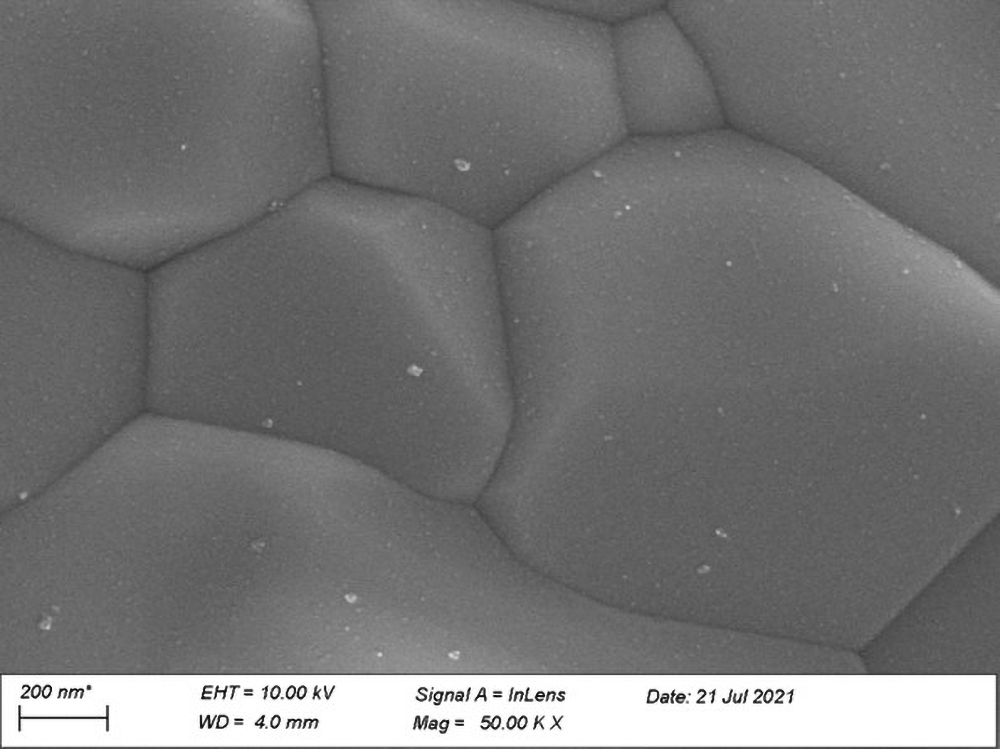 200 nm*
EHT = 10.00 kV
WD = 4.0 mm
Signal A = InLens
Mag = 50.00 K X
Date: 21 Jul 2021